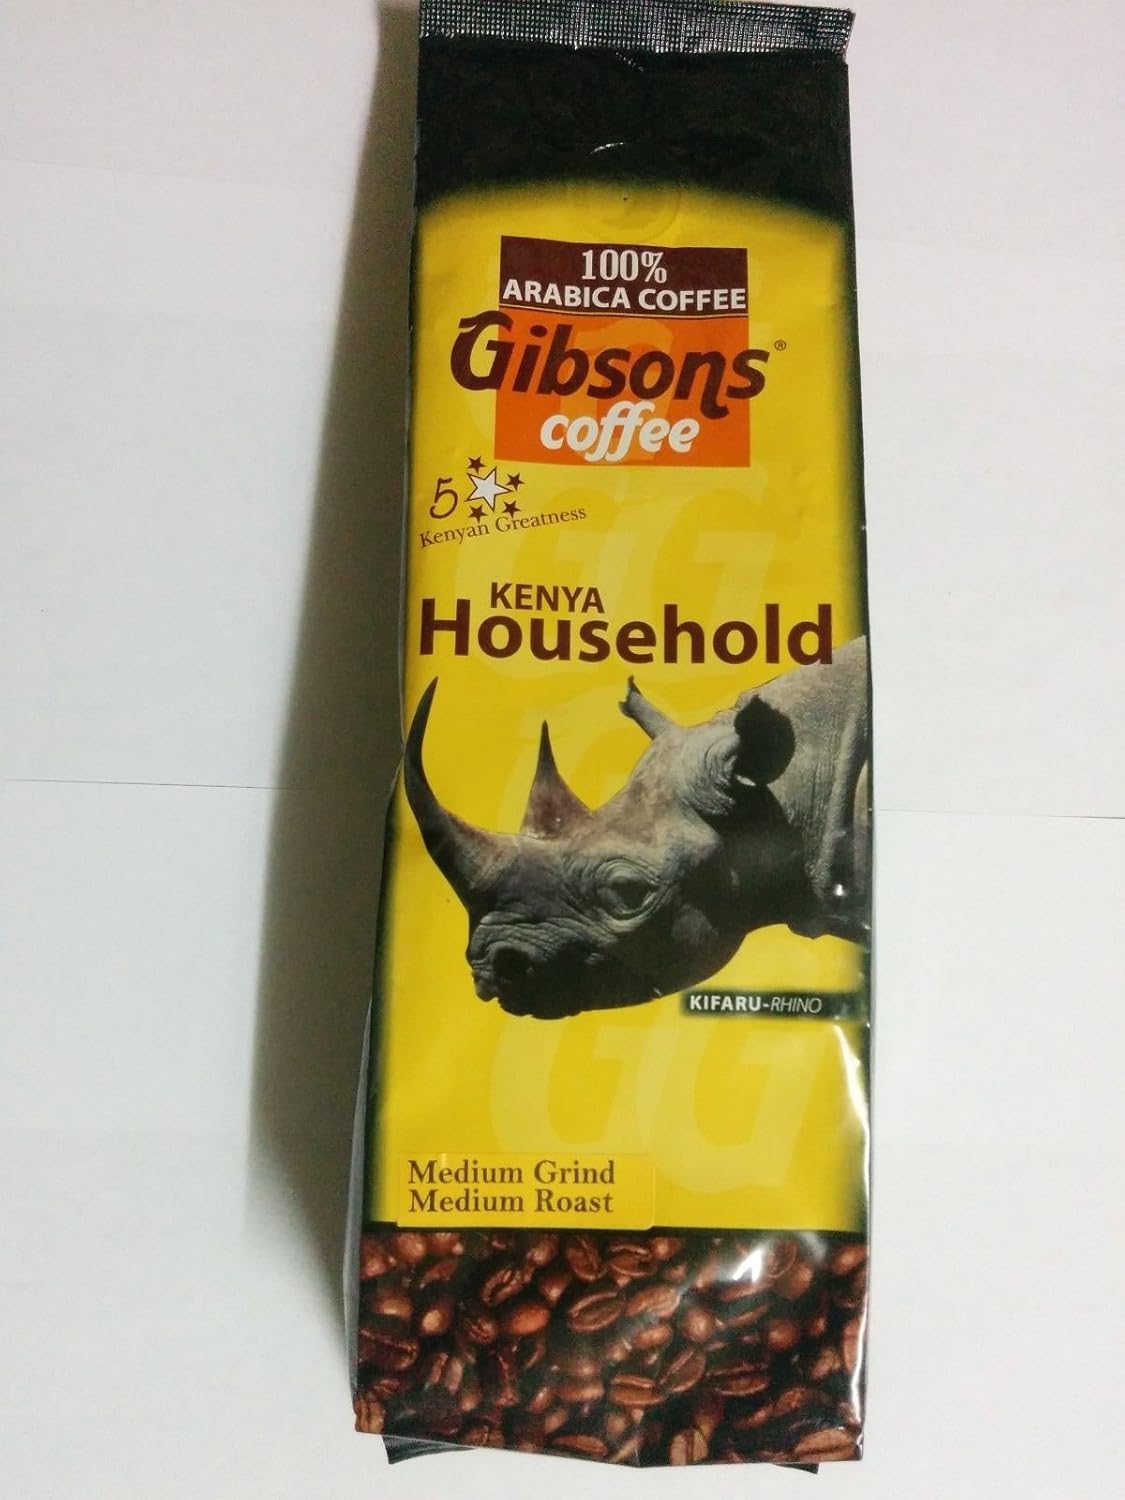 100%
ARABICA COFFEE
Gibsons®
coffee
5
Kenyan Greatness
KENYA
Household
KIFARU-RHINO
Medium Grind
Medium Roast